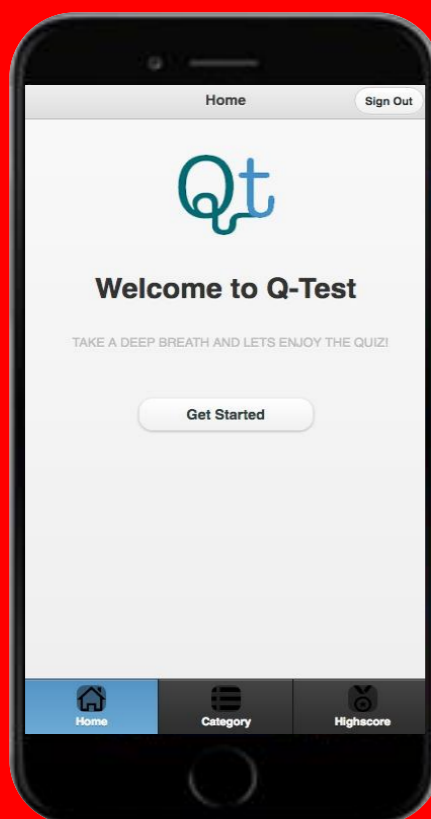 Home
Sign Out
Qt
Welcome to Q-Test
TAKE A DEEP BREATH AND LETS ENJOY THE QUIZ!
Get Started
Home
Category
Highscore